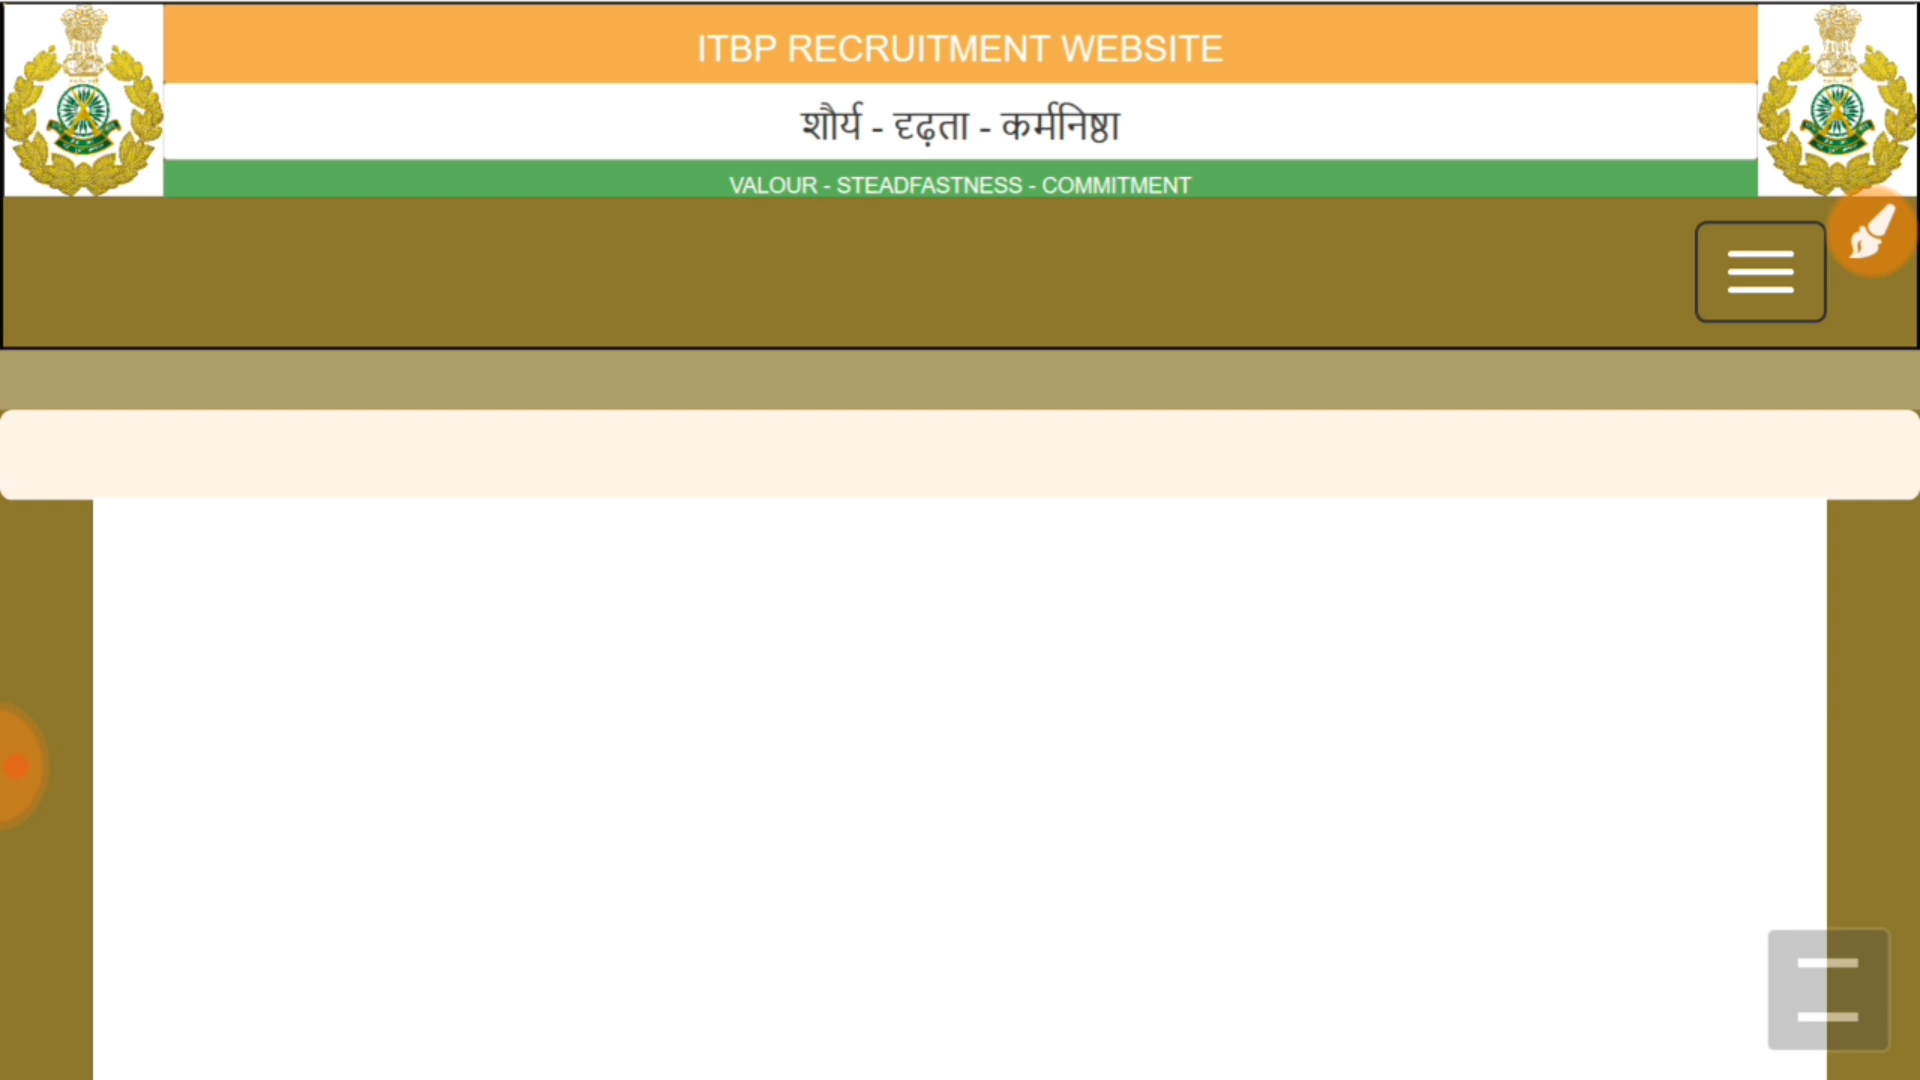 ITBP RECRUITMENT WEBSITE
शौर्य - दृढ़ता - कर्मनिष्ठा
VALOUR - STEADFASTNESS - COMMITMENT